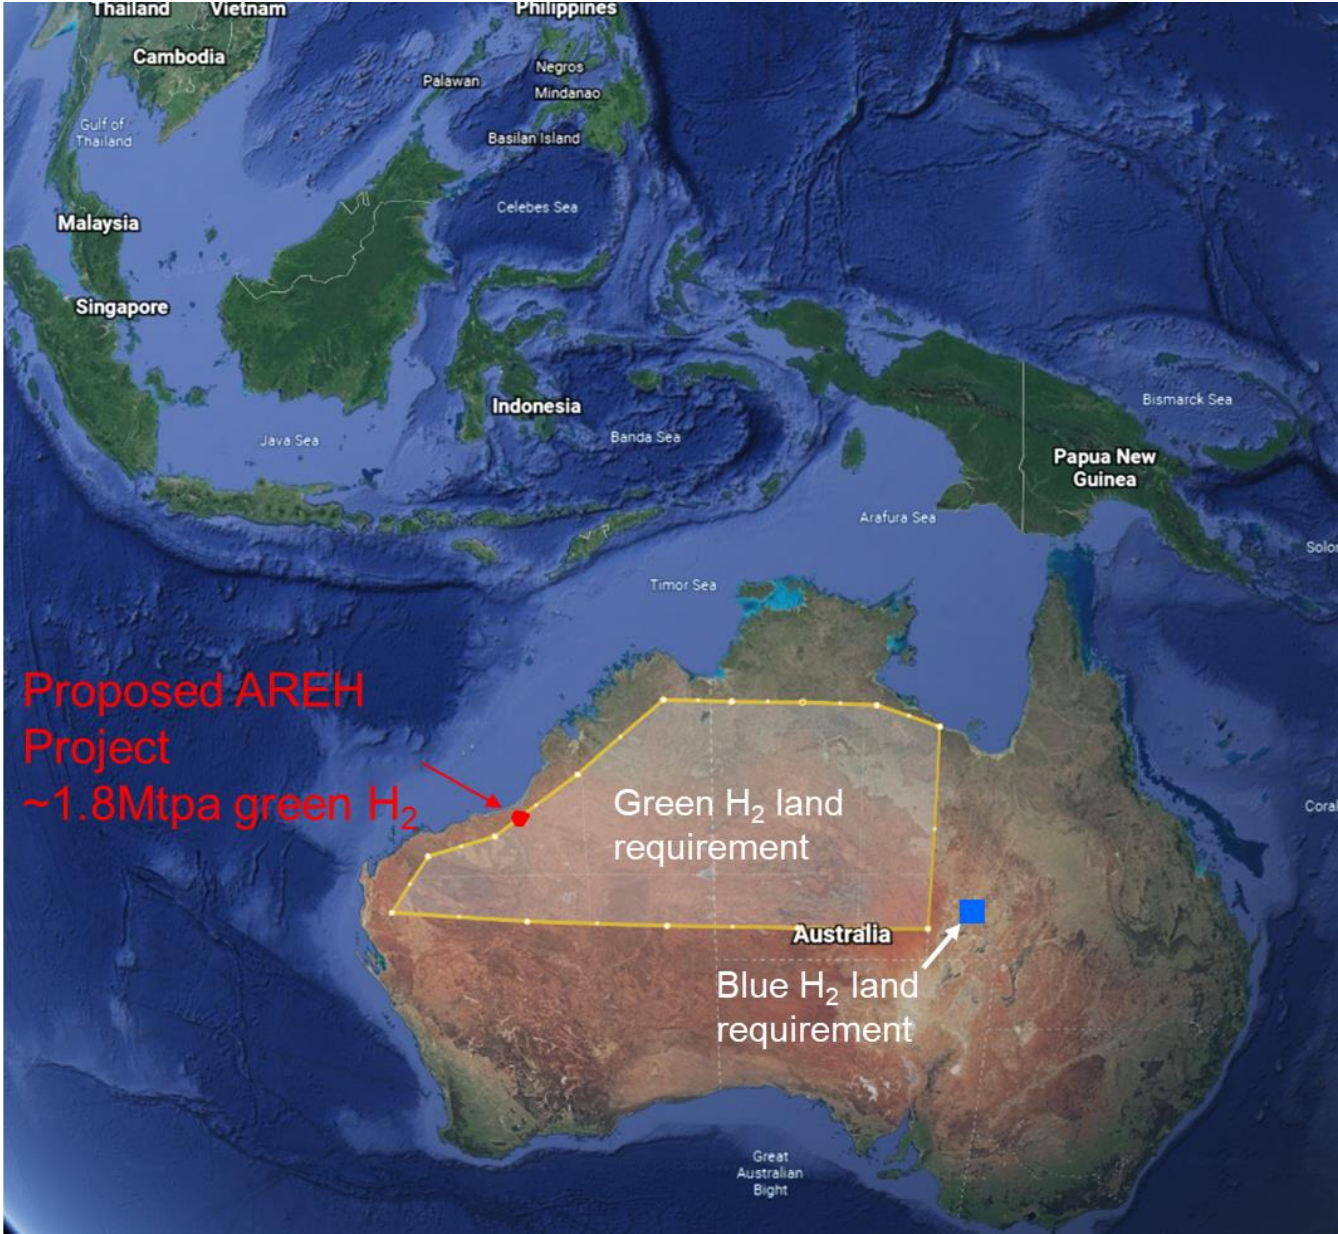 Thailand
Vietnam
Philippines
Cambodia
Negros
Palawan
Mindanao
Gulf of
Thailand
Basilan Island
Celebes Sea
Malaysia
Singapore
Indonesia
Bismarck Sea
Java Sea
Banda Sea
Papua New
Guinea
Arafura Sea
Solo
Timor Sea
Proposed AREH
Project
~1.8Mtpa green H₂
Green H₂ land
requirement
Coral
Australia
Blue H₂ land
requirement
Great
Australian
Bight